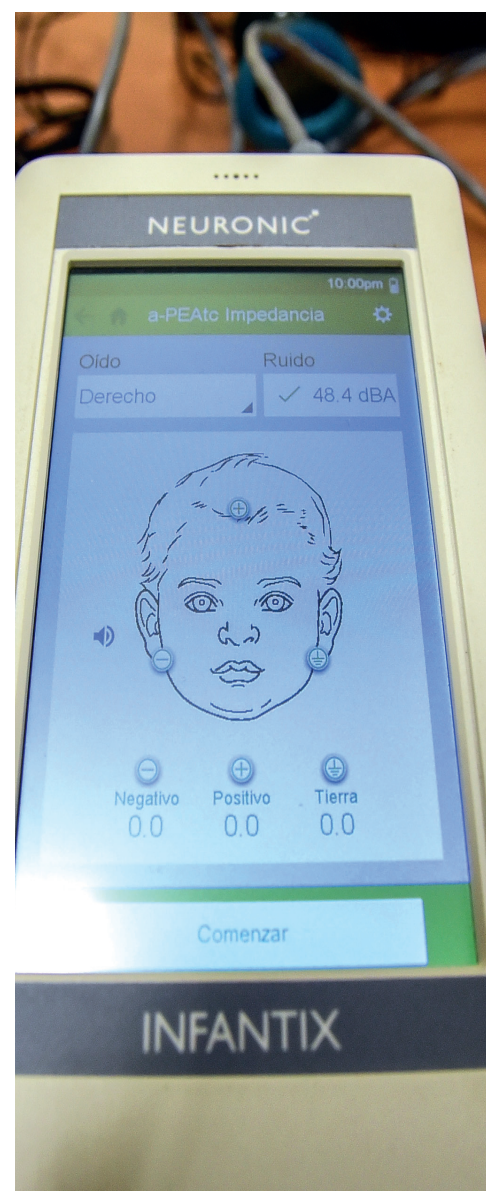 NEURONIC
10:00pm
a-PEAtc Impedancia
Oído Ruido
Derecho 48.4 dBA
Negativo Positivo Tierra
0.0 0.0 0.0
Comenzar
INFANTIX